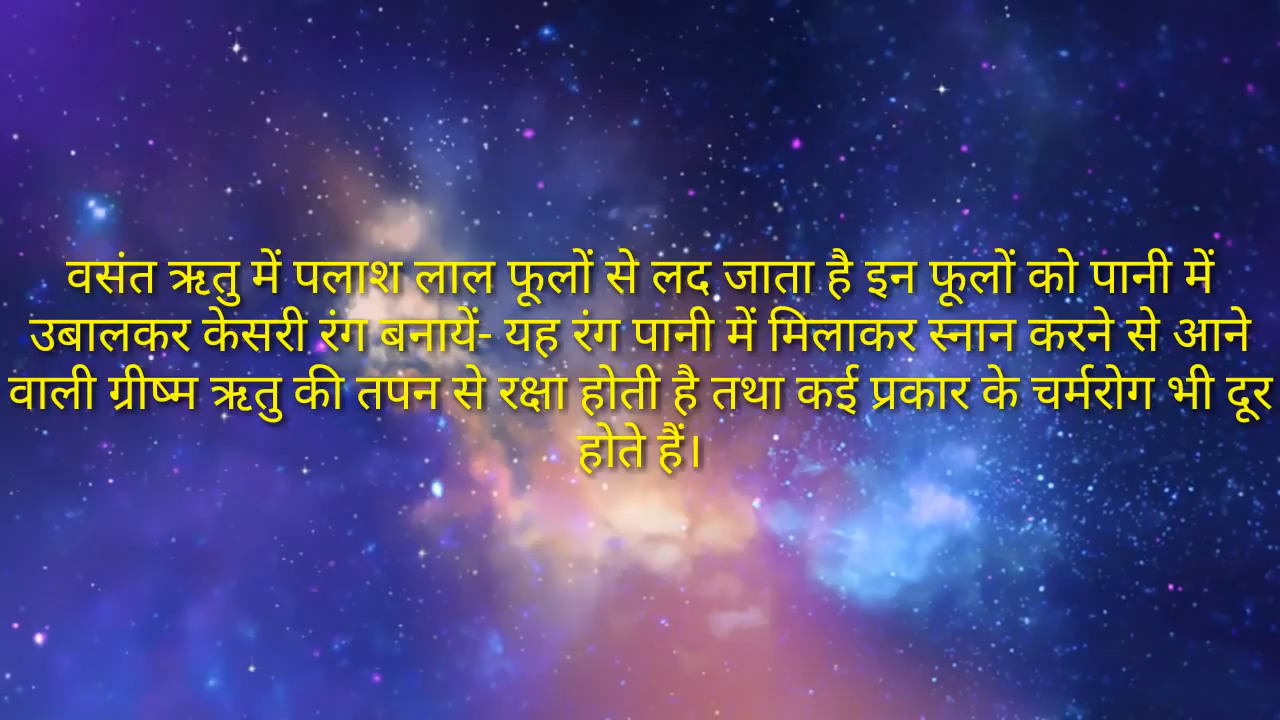 वसंत ऋतु में पलाश लाल फूलों से लद जाता है इन फूलों को पानी में
उबालकर केसरी रंग बनायें- यह रंग पानी में मिलाकर स्नान करने से आने
वाली ग्रीष्म ऋतु की तपन से रक्षा होती है तथा कई प्रकार के चर्मरोग भी दूर
होते हैं।